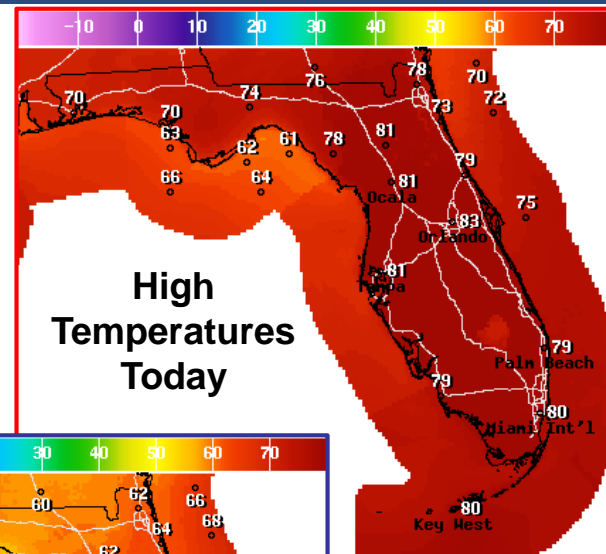 -10 0 10 20 30 40 50 60 70
76 78 70
70 74 73 72
70
63 62 61 78 81 79
66 64 81 75
Ocala
83
Orlando
81
Tampa
High
Temperatures
Today
79
Palm Beach
79
80
Miami Int'l
30 40 50 60 70
60 62 66
64 68
62
80
Key West